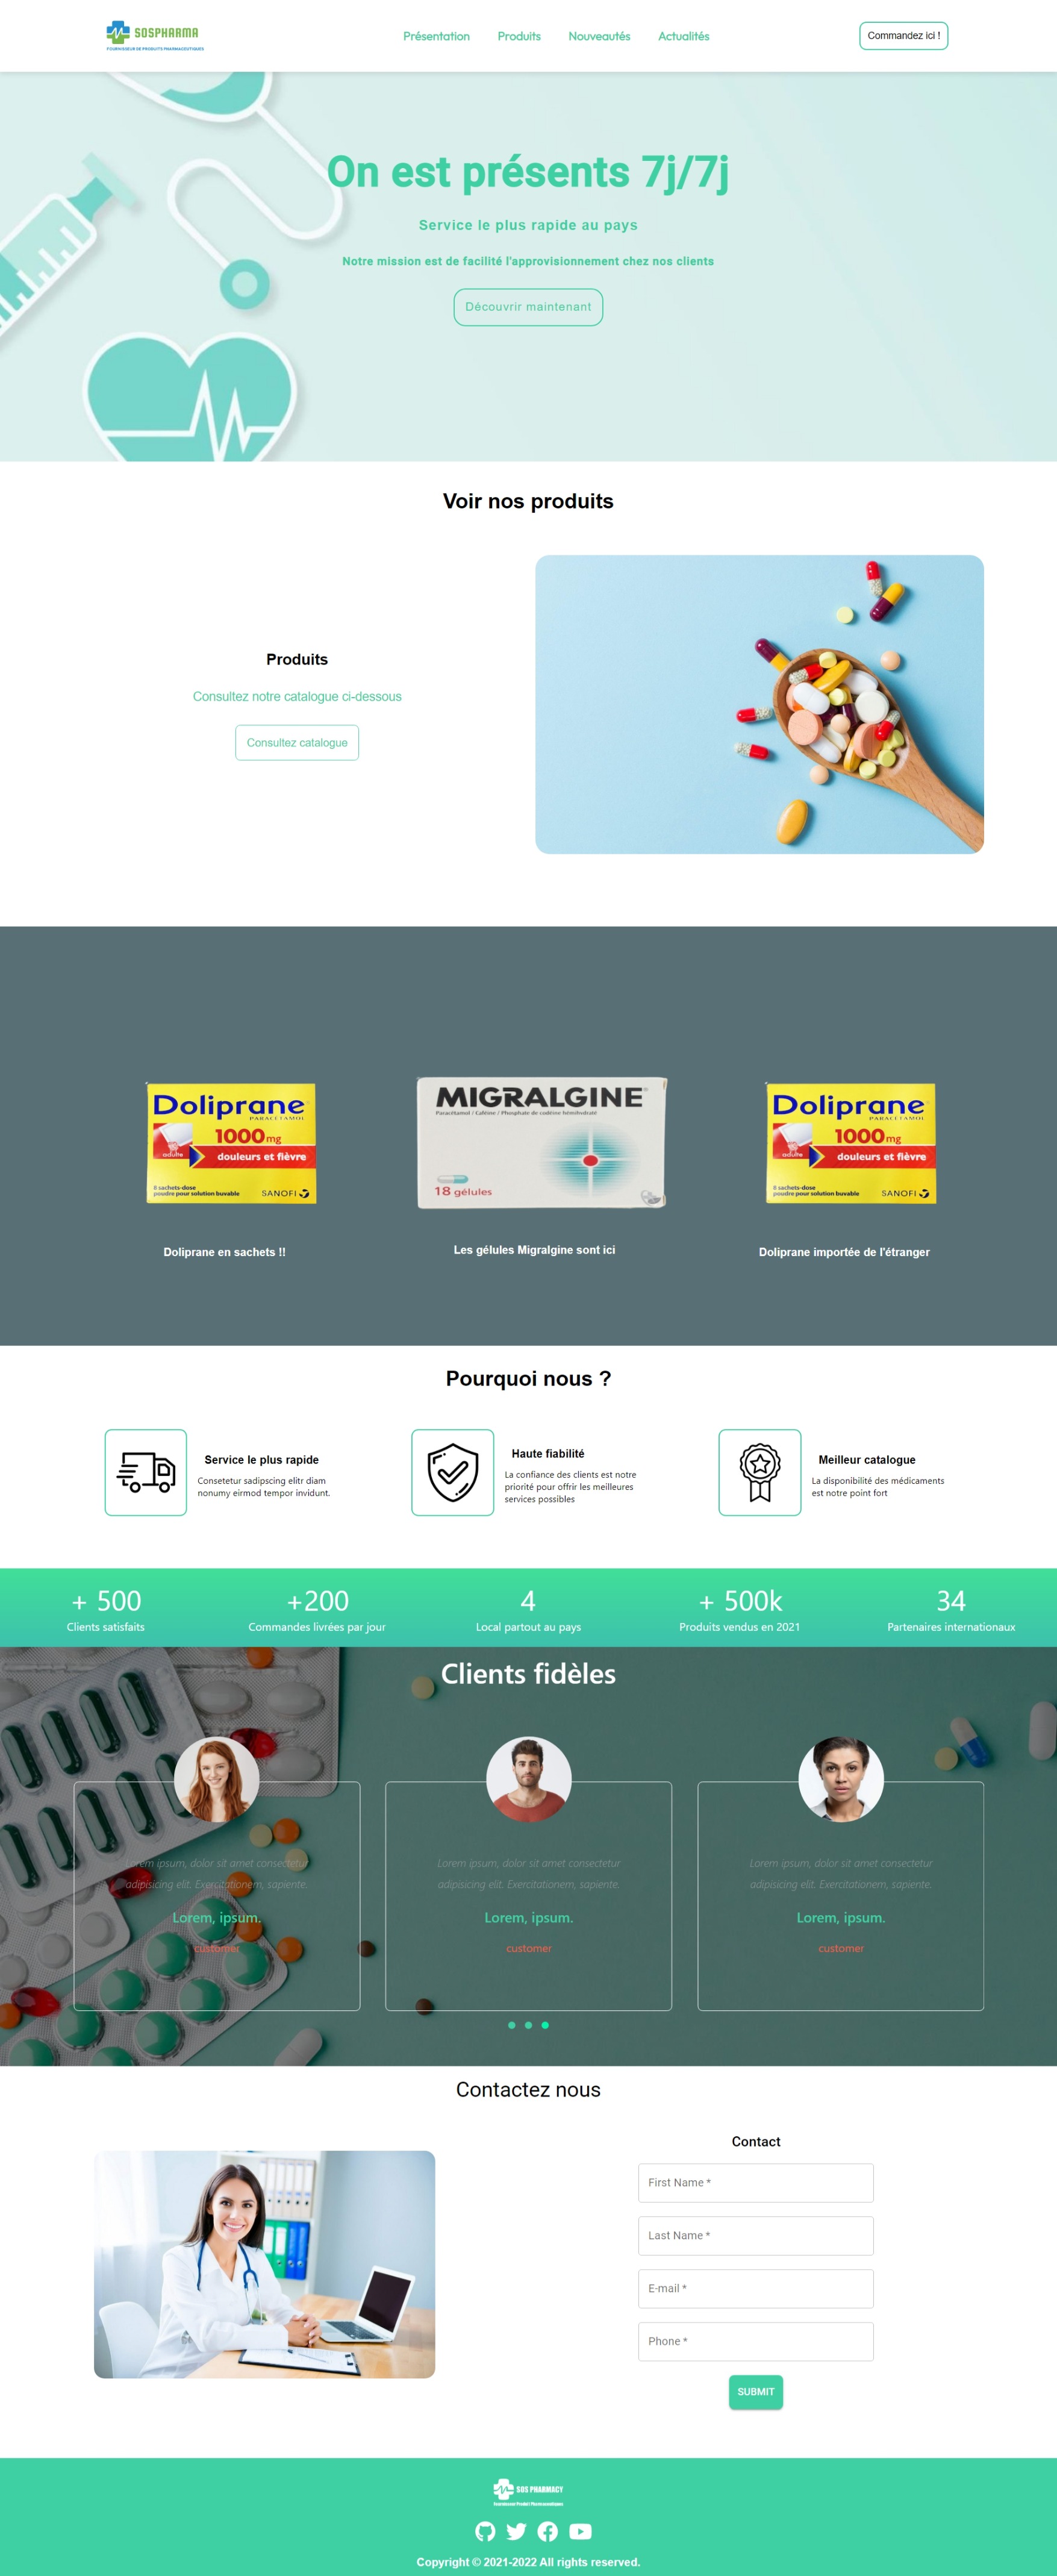 SOSPHARMA
FOURNISSEUR DE PRODUITS PHARMACEUTIQUES
Présentation
Produits
Nouveautés
Actualités
Commandez ici !
On est présents 7j/7j
Service le plus rapide au pays
Notre mission est de facilité l'approvisionnement chez nos clients
Découvrir maintenant
Voir nos produits
Produits
Consultez notre catalogue ci-dessous
Consultez catalogue
Doliprane
PARACÉTAMOL
1000 mg
adulte
douleurs et fièvre
8 sachets-dose
poudre pour solution buvable
SANOFI
Doliprane en sachets !!
MIGRALGINE
Paracétamol / Caféine / Phosphate de codéine hémihydraté
18 gélules
Les gélules Migralgine sont ici
Doliprane
PARACÉTAMOL
1000 mg
adulte
douleurs et fièvre
8 sachets-dose
poudre pour solution buvable
SANOFI
Doliprane importée de l'étranger
Pourquoi nous ?
Service le plus rapide
Consetetur sadipscing elitr diam
nonumy eirmod tempor invidunt.
Haute fiabilité
La confiance des clients est notre
priorité pour offrir les meilleures
services possibles
Meilleur catalogue
La disponibilité des médicaments
est notre point fort
+ 500
Clients satisfaits
+200
Commandes livrées par jour
4
Local partout au pays
+ 500k
Produits vendus en 2021
34
Partenaires internationaux
Clients fidèles
Lorem ipsum, dolor sit amet consectetur
adipisicing elit. Exercitationem, sapiente.
Lorem, ipsum.
customer
Lorem ipsum, dolor sit amet consectetur
adipisicing elit. Exercitationem, sapiente.
Lorem, ipsum.
customer
Lorem ipsum, dolor sit amet consectetur
adipisicing elit. Exercitationem, sapiente.
Lorem, ipsum.
customer
Contactez nous
Contact
First Name *
Last Name *
E-mail *
Phone *
SUBMIT
SOS PHARMACY
Fournisseur Produit Pharmaceutiques
Copyright © 2021-2022 All rights reserved.